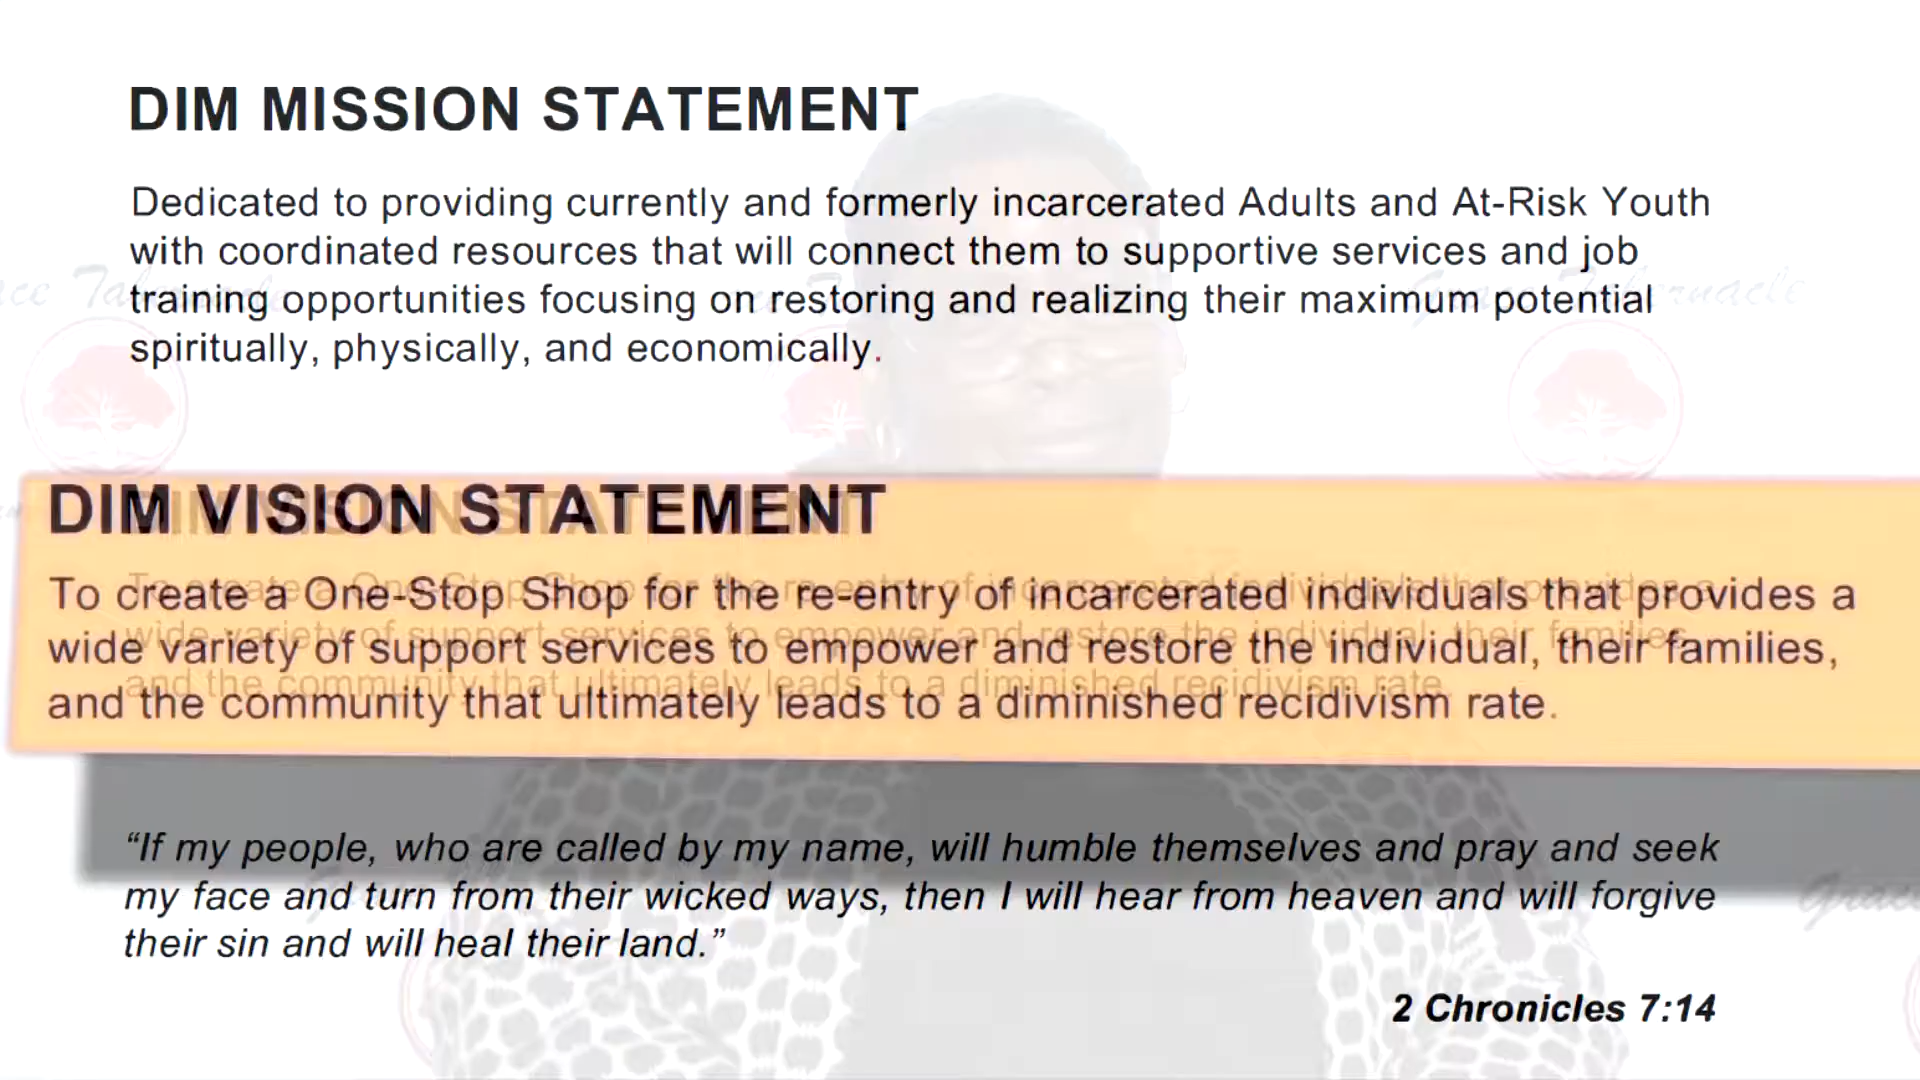 DIM MISSION STATEMENT
Dedicated to providing currently and formerly incarcerated Adults and At-Risk Youth
with coordinated resources that will connect them to supportive services and job
training opportunities focusing on restoring and realizing their maximum potential
spiritually, physically, and economically.
Grace Tabernacle
DIM VISION STATEMENT
To create a One-Stop Shop for the re-entry of incarcerated individuals that provides a
wide variety of support services to empower and restore the individual, their families,
and the community that ultimately leads to a diminished recidivism rate.
“If my people, who are called by my name, will humble themselves and pray and seek
my face and turn from their wicked ways, then I will hear from heaven and will forgive
their sin and will heal their land.”
2 Chronicles 7:14